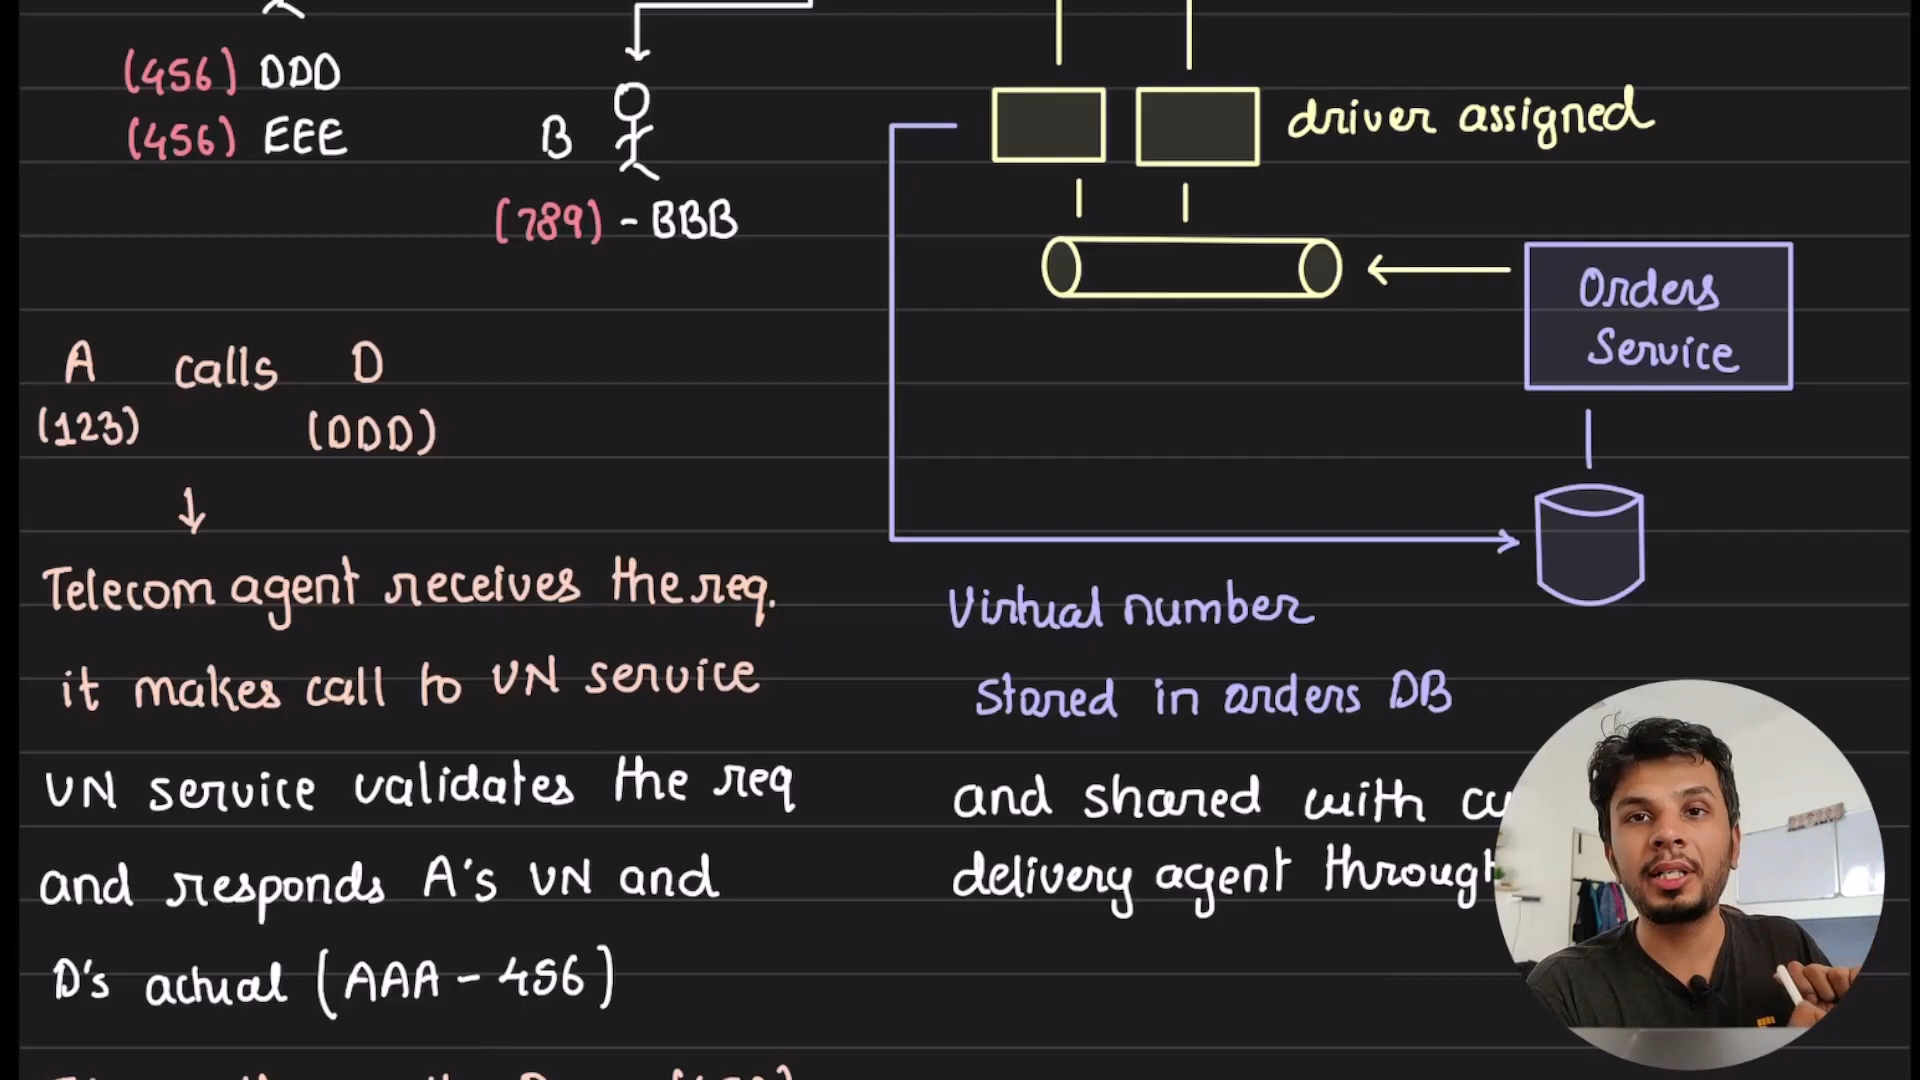 (456) DDD
(456) EEE
B
(789) - BBB
driver assigned
Orders
Service
A calls D
(123) (DDD)
Telecom agent receives the req.
it makes call to VN service
VN service validates the req
and responds A's VN and
D's actual (AAA - 456)
Virtual number
stored in orders DB
and shared with
delivery agent